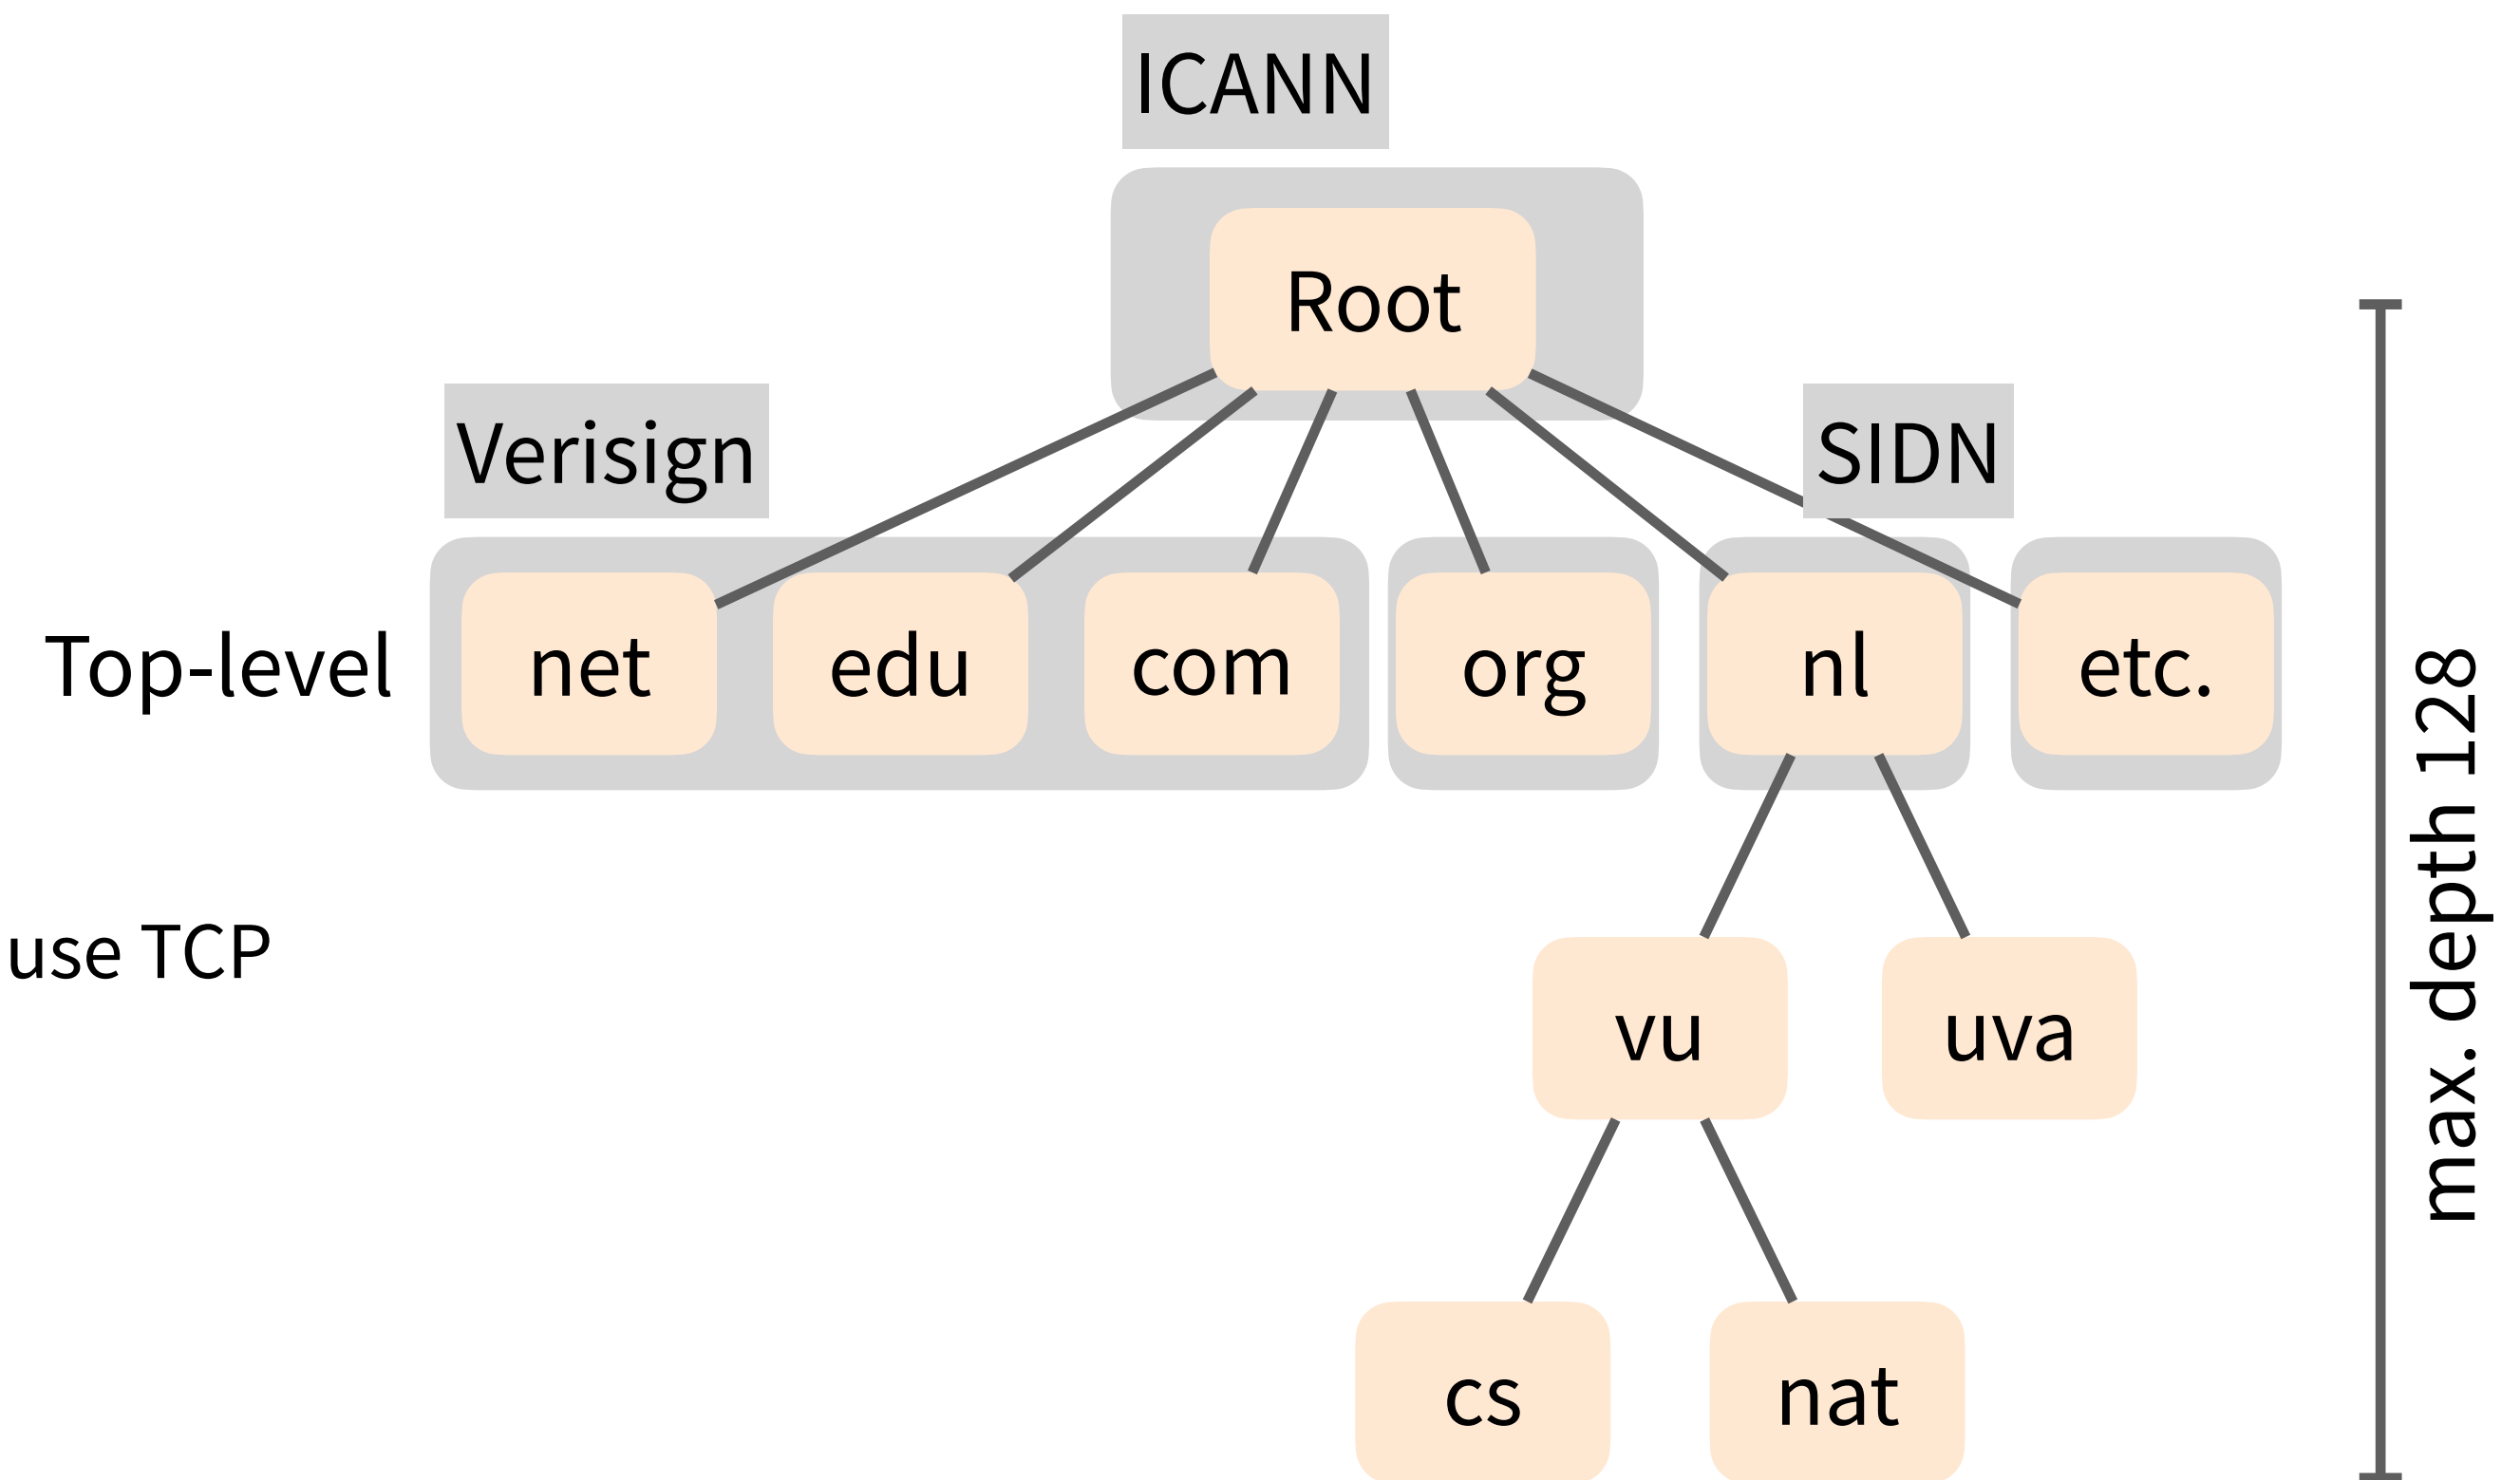 ICANN
Root
Verisign
SIDN
Top-level
net
edu
com
org
nl
etc.
max. depth 128
use TCP
vu
uva
cs
nat